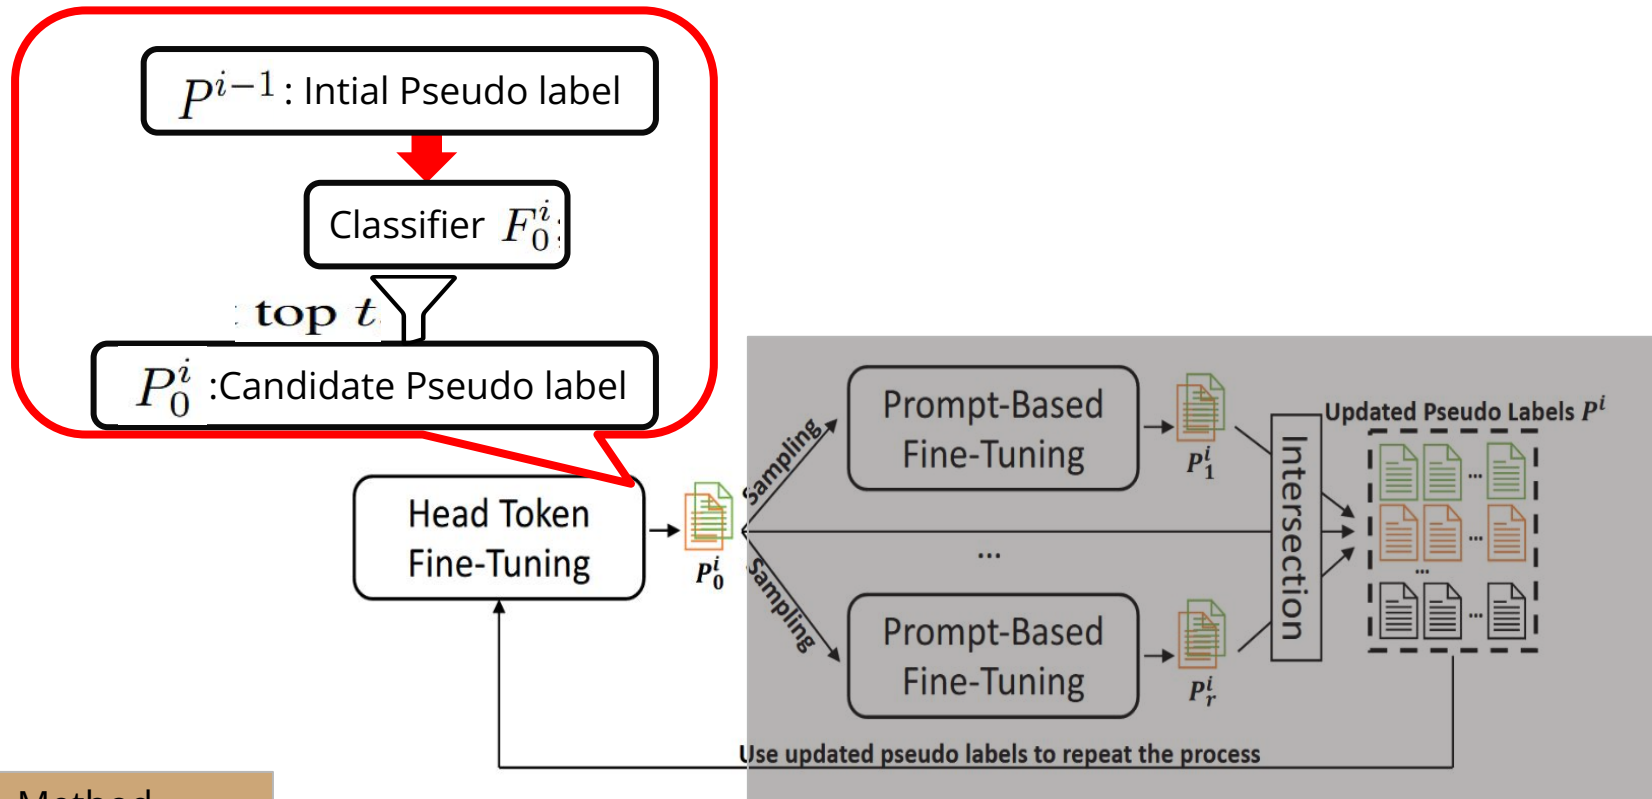 P^{i-1} : Intial Pseudo label
Classifier F_0^i ;
top t
P_0^i :Candidate Pseudo label
Head Token
Fine-Tuning
P_0^i
Sampling
Sampling
Prompt-Based
Fine-Tuning
P_1^i
...
Prompt-Based
Fine-Tuning
P_r^i
Intersection
Updated Pseudo Labels P^i
...
...
...
...
Use updated pseudo labels to repeat the process
Method